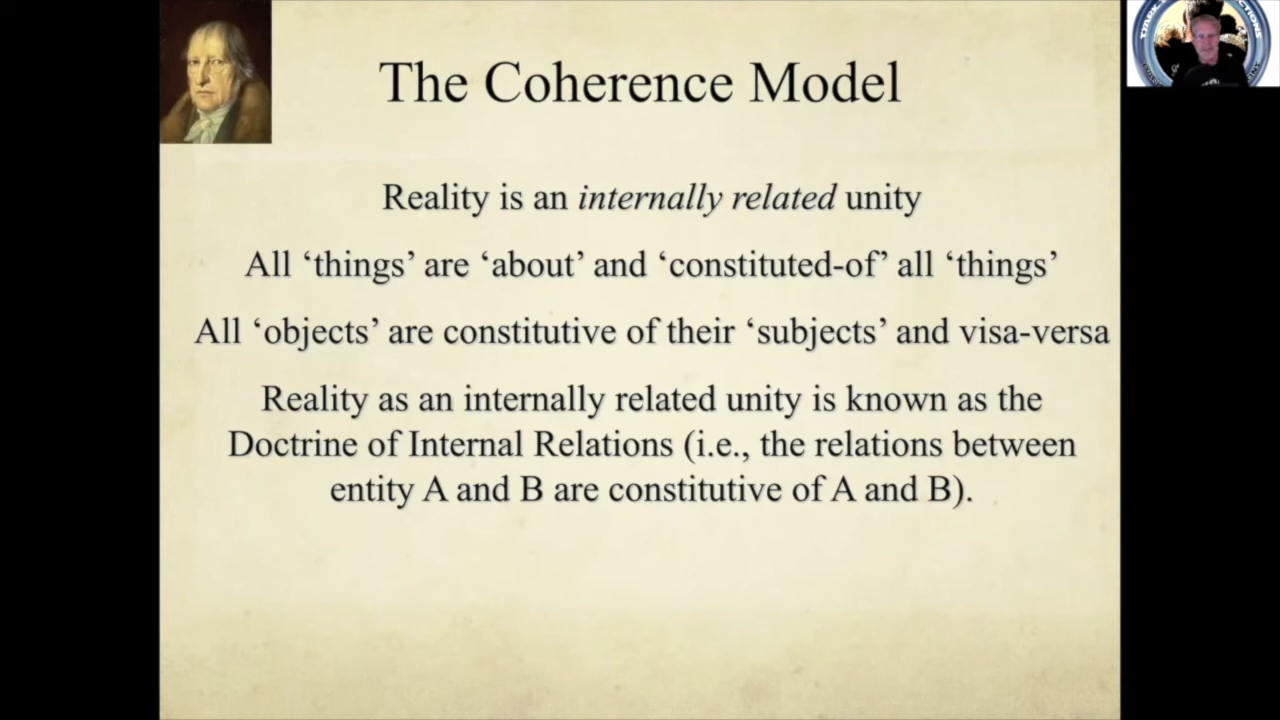 The Coherence Model
Reality is an internally related unity
All ‘things’ are ‘about’ and ‘constituted-of’ all ‘things’
All ‘objects’ are constitutive of their ‘subjects’ and visa-versa
Reality as an internally related unity is known as the
Doctrine of Internal Relations (i.e., the relations between
entity A and B are constitutive of A and B).